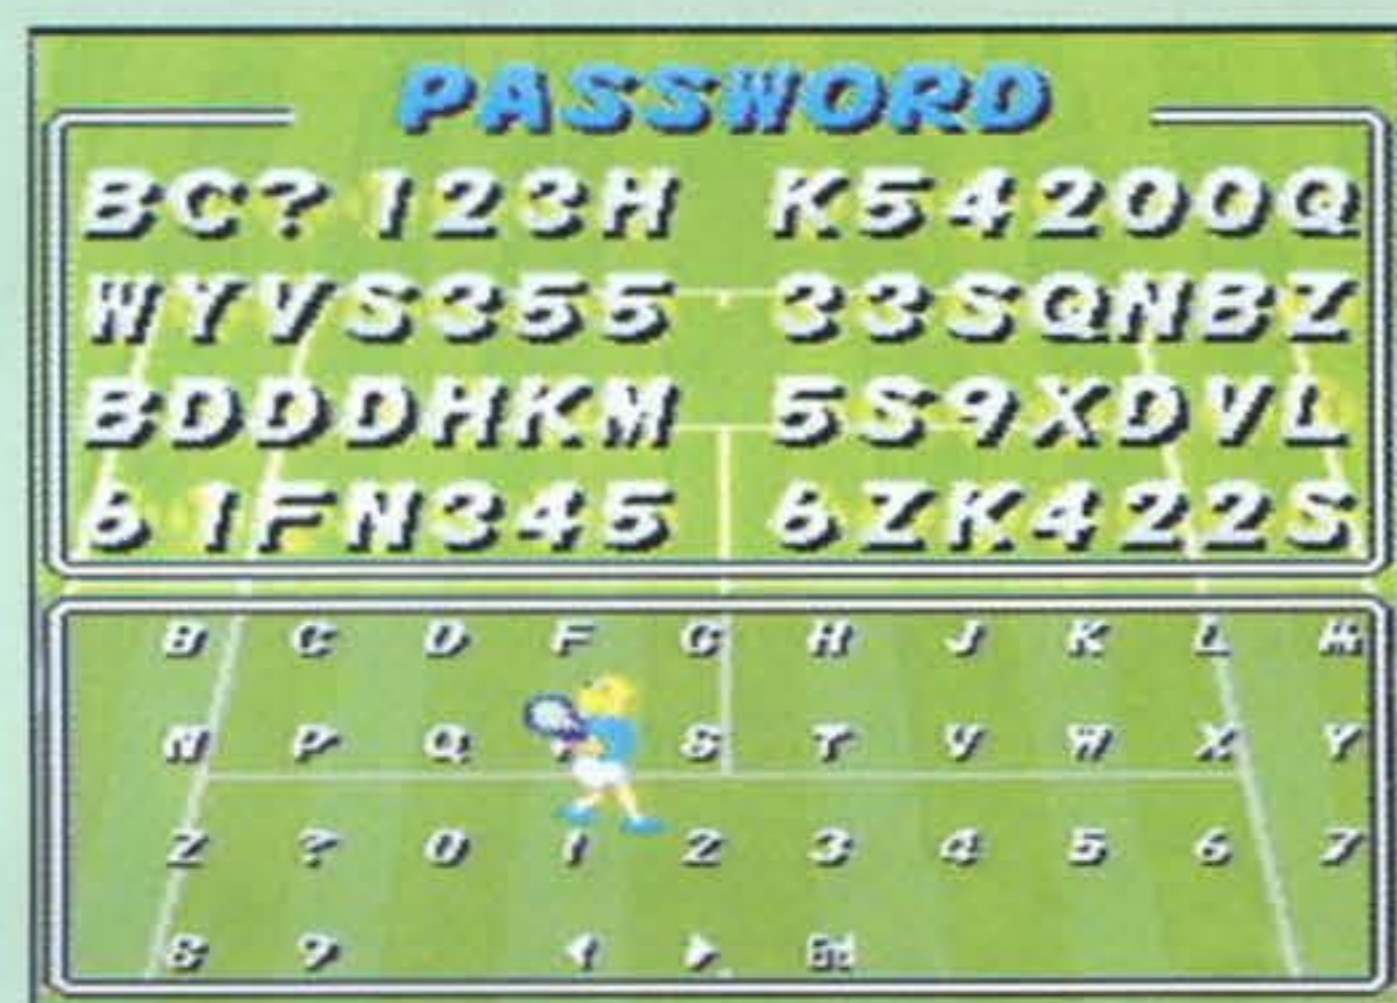 PASSWORD
BC?123H K54200Q
WYVS355 33SQNBZ
BDDDHKM 5S9XDVL
61FN345 6ZK422S
B C D F G H J K L M
N P Q S T V W X Y
Z ? 0 1 2 3 4 5 6 7
8 9